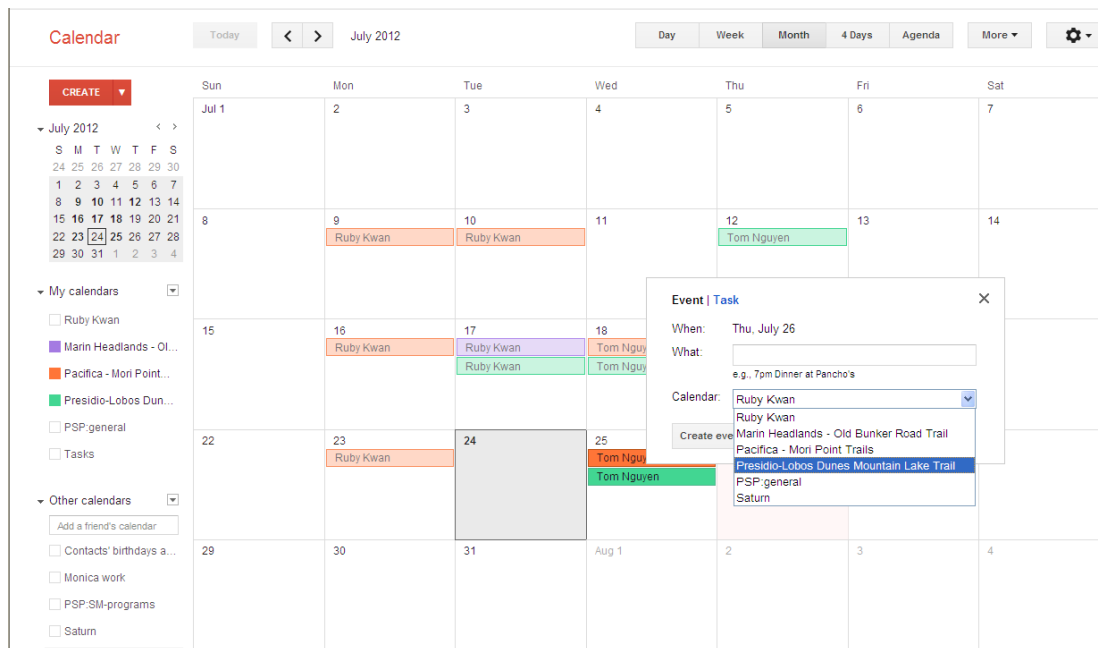 Calendar
Today
July 2012
Day Week Month 4 Days Agenda More
CREATE
July 2012
S M T W T F S
24 25 26 27 28 29 30
1 2 3 4 5 6 7
8 9 10 11 12 13 14
15 16 17 18 19 20 21
22 23 24 25 26 27 28
29 30 31 1 2 3 4
My calendars
Ruby Kwan
Marin Headlands - Ol...
Pacifica - Mori Point...
Presidio-Lobos Dun...
PSP:general
Tasks
Other calendars
Add a friend's calendar
Contacts' birthdays a...
Monica work
PSP:SM-programs
Saturn
Sun Mon Tue Wed Thu Fri Sat
Jul 1 2 3 4 5 6 7
8 9 10 11 12 13 14
Ruby Kwan Ruby Kwan Tom Nguyen
15 16 17 18
Ruby Kwan Ruby Kwan Tom Nguy
Ruby Kwan Tom Nguy
22 23 24 25
Ruby Kwan Tom Nguy
Tom Nguyen
29 30 31 Aug 1 2 3 4
Event | Task
When: Thu, July 26
What:
e.g., 7pm Dinner at Pancho's
Calendar: Ruby Kwan
Create eve
Ruby Kwan
Marin Headlands - Old Bunker Road Trail
Pacifica - Mori Point Trails
Presidio-Lobos Dunes Mountain Lake Trail
PSP:general
Saturn